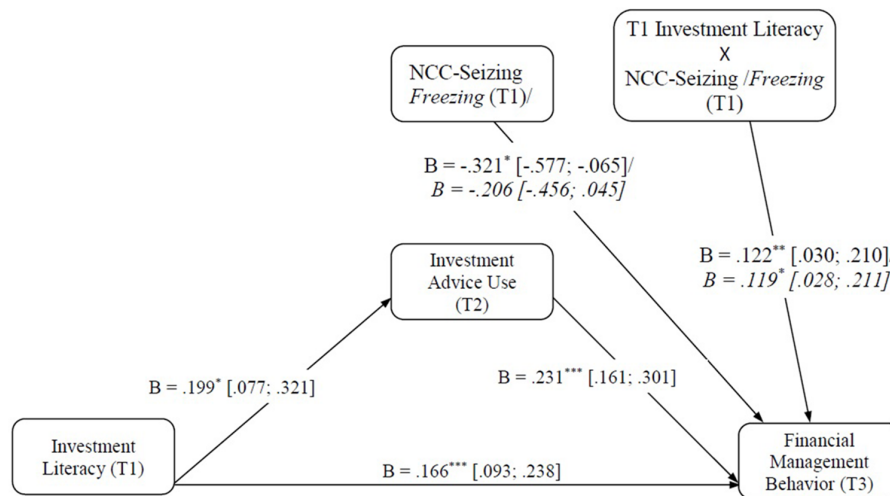 T1 Investment Literacy
X
NCC-Seizing /Freezing
(T1)
NCC-Seizing
Freezing (T1)/
B = -.321* [-.577; -.065]/
B = -.206 [-.456; .045]
B = .122** [.030; .210]/
B = .119* [.028; .211]
Investment
Advice Use
(T2)
B = .199* [.077; .321]
B = .231*** [.161; .301]
Investment
Literacy (T1)
B = .166*** [.093; .238]
Financial
Management
Behavior (T3)